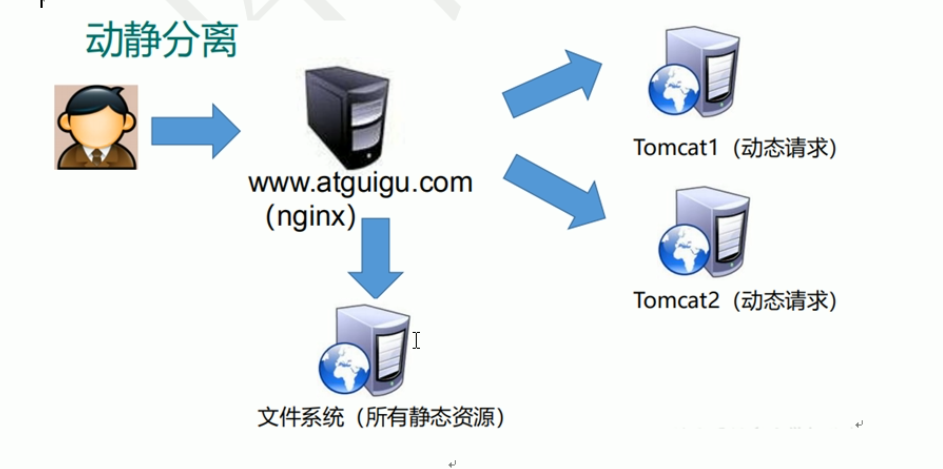 动静分离
www.atguigu.com
（nginx）
Tomcat1（动态请求）
Tomcat2（动态请求）
文件系统（所有静态资源）